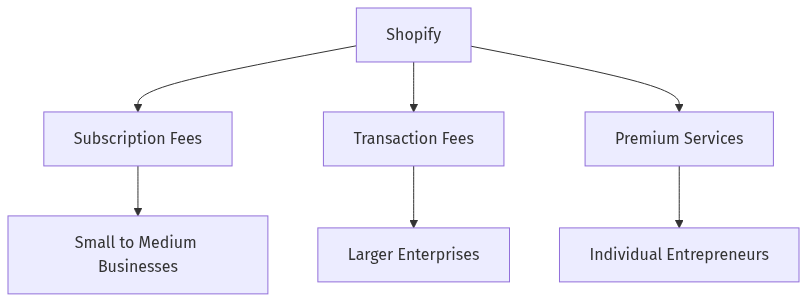 Shopify
Subscription Fees
Transaction Fees
Premium Services
Small to Medium
Businesses
Larger Enterprises
Individual Entrepreneurs